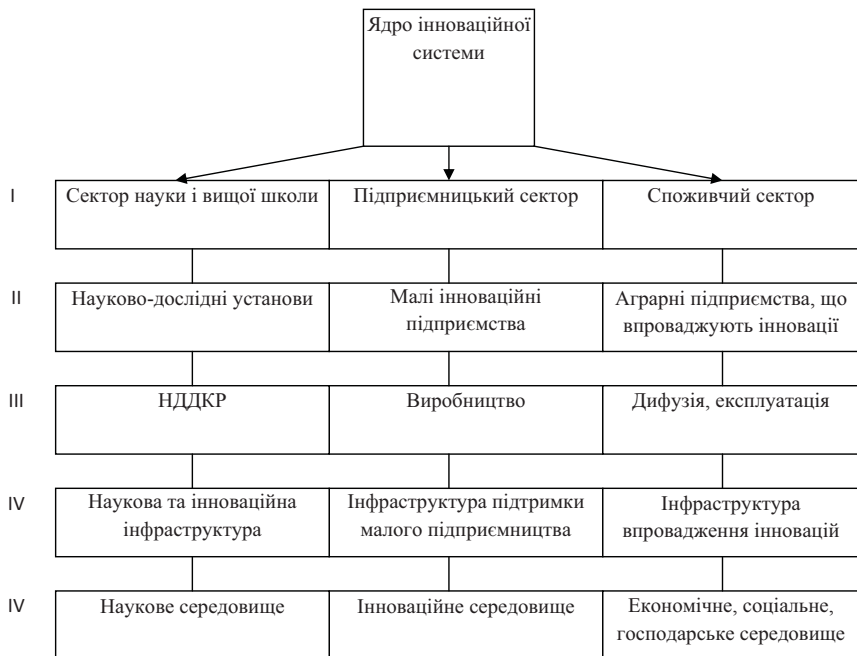 Ядро інноваційної
системи
I
Сектор науки і вищої школи
Підприємницький сектор
Споживчий сектор
II
Науково-дослідні установи
Малі інноваційні
підприємства
Аграрні підприємства, що
впроваджують інновації
III
НДДКР
Виробництво
Дифузія, експлуатація
IV
Наукова та інноваційна
інфраструктура
Інфраструктура підтримки
малого підприємництва
Інфраструктура
впровадження інновацій
IV
Наукове середовище
Інноваційне середовище
Економічне, соціальне,
господарське середовище